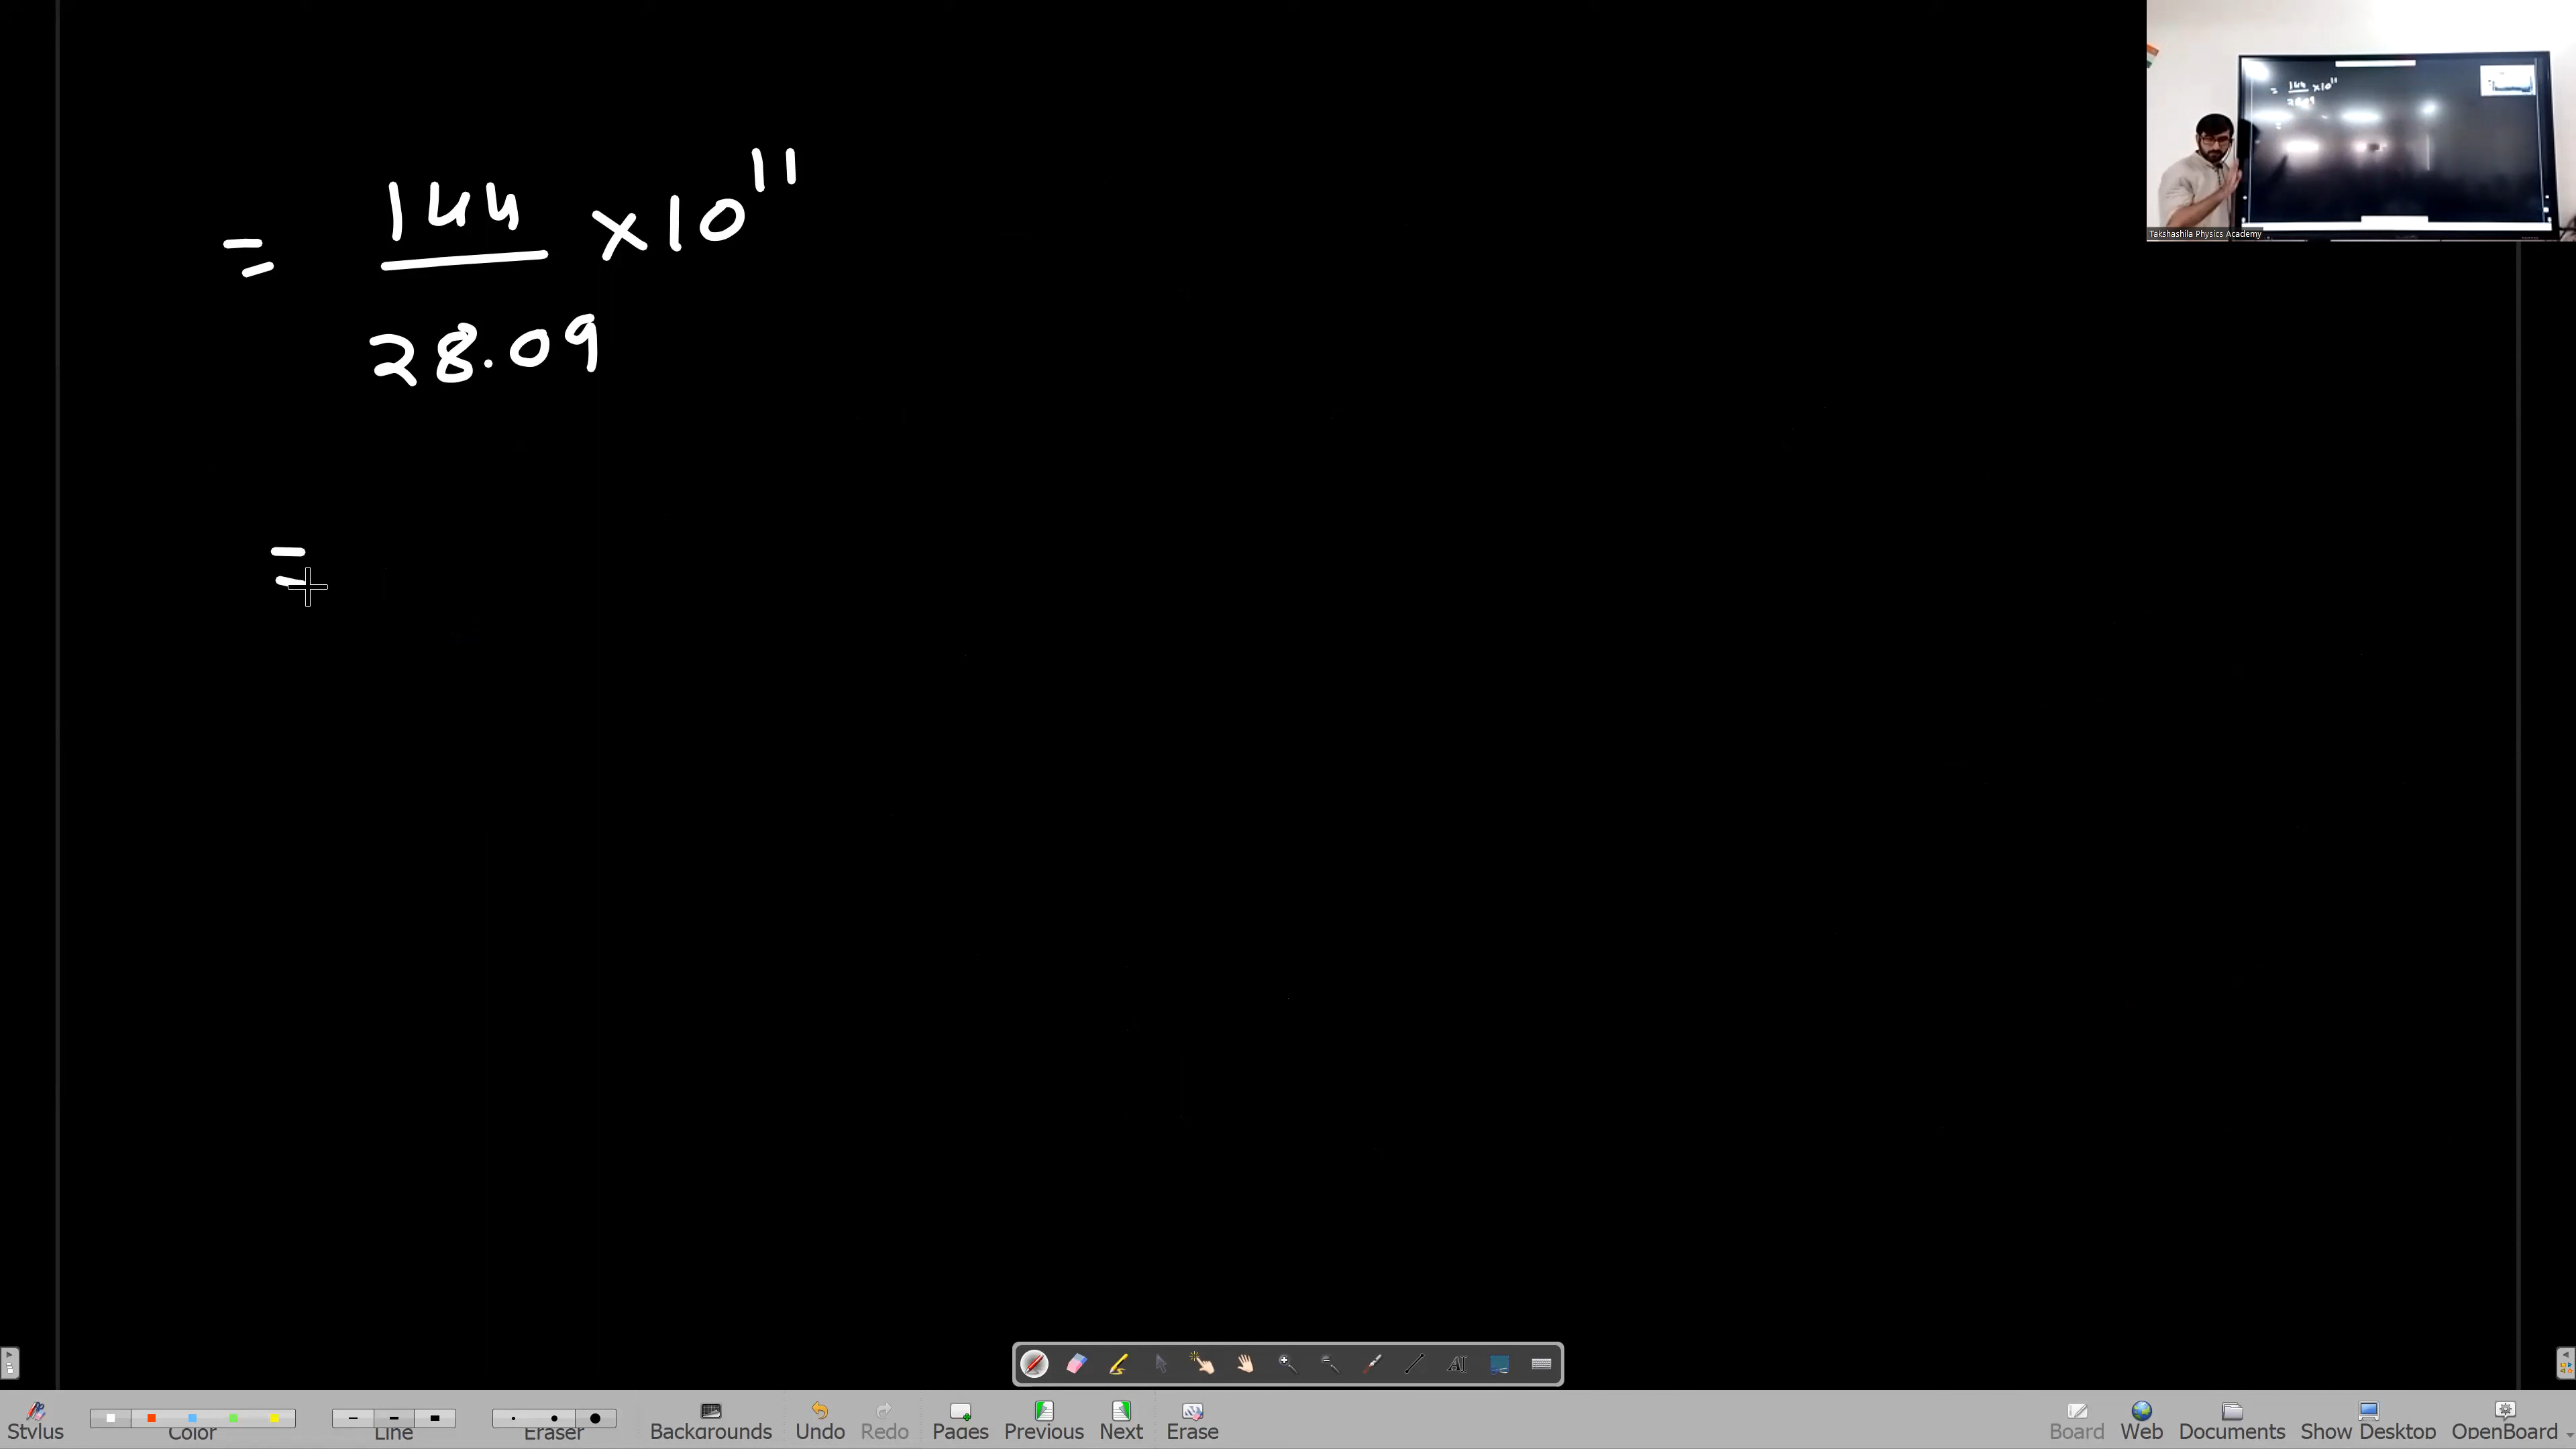 = 144/28.09 ×10¹¹
=
Takshashila Physics Academy
Stylus
Color
Line
Eraser
Backgrounds
Undo
Redo
Pages
Previous
Next
Erase
Board
Web
Documents
Show Desktop
OpenBoard